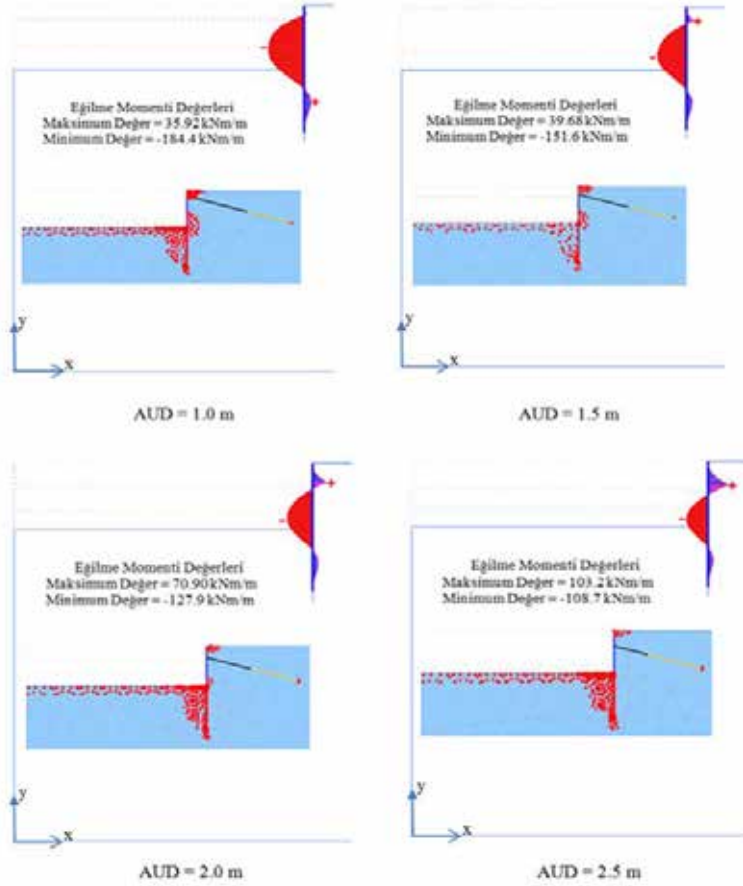 Eğilme Momenti Değerleri
Maksimum Değer = 35.92 kNm/m
Minimum Değer = -184.4 kNm/m
y
x
AUD = 1.0 m
Eğilme Momenti Değerleri
Maksimum Değer = 39.68 kNm/m
Minimum Değer = -151.6 kNm/m
y
x
AUD = 1.5 m
Eğilme Momenti Değerleri
Maksimum Değer = 70.90 kNm/m
Minimum Değer = -127.9 kNm/m
y
x
AUD = 2.0 m
Eğilme Momenti Değerleri
Maksimum Değer = 103.2 kNm/m
Minimum Değer = -108.7 kNm/m
y
x
AUD = 2.5 m